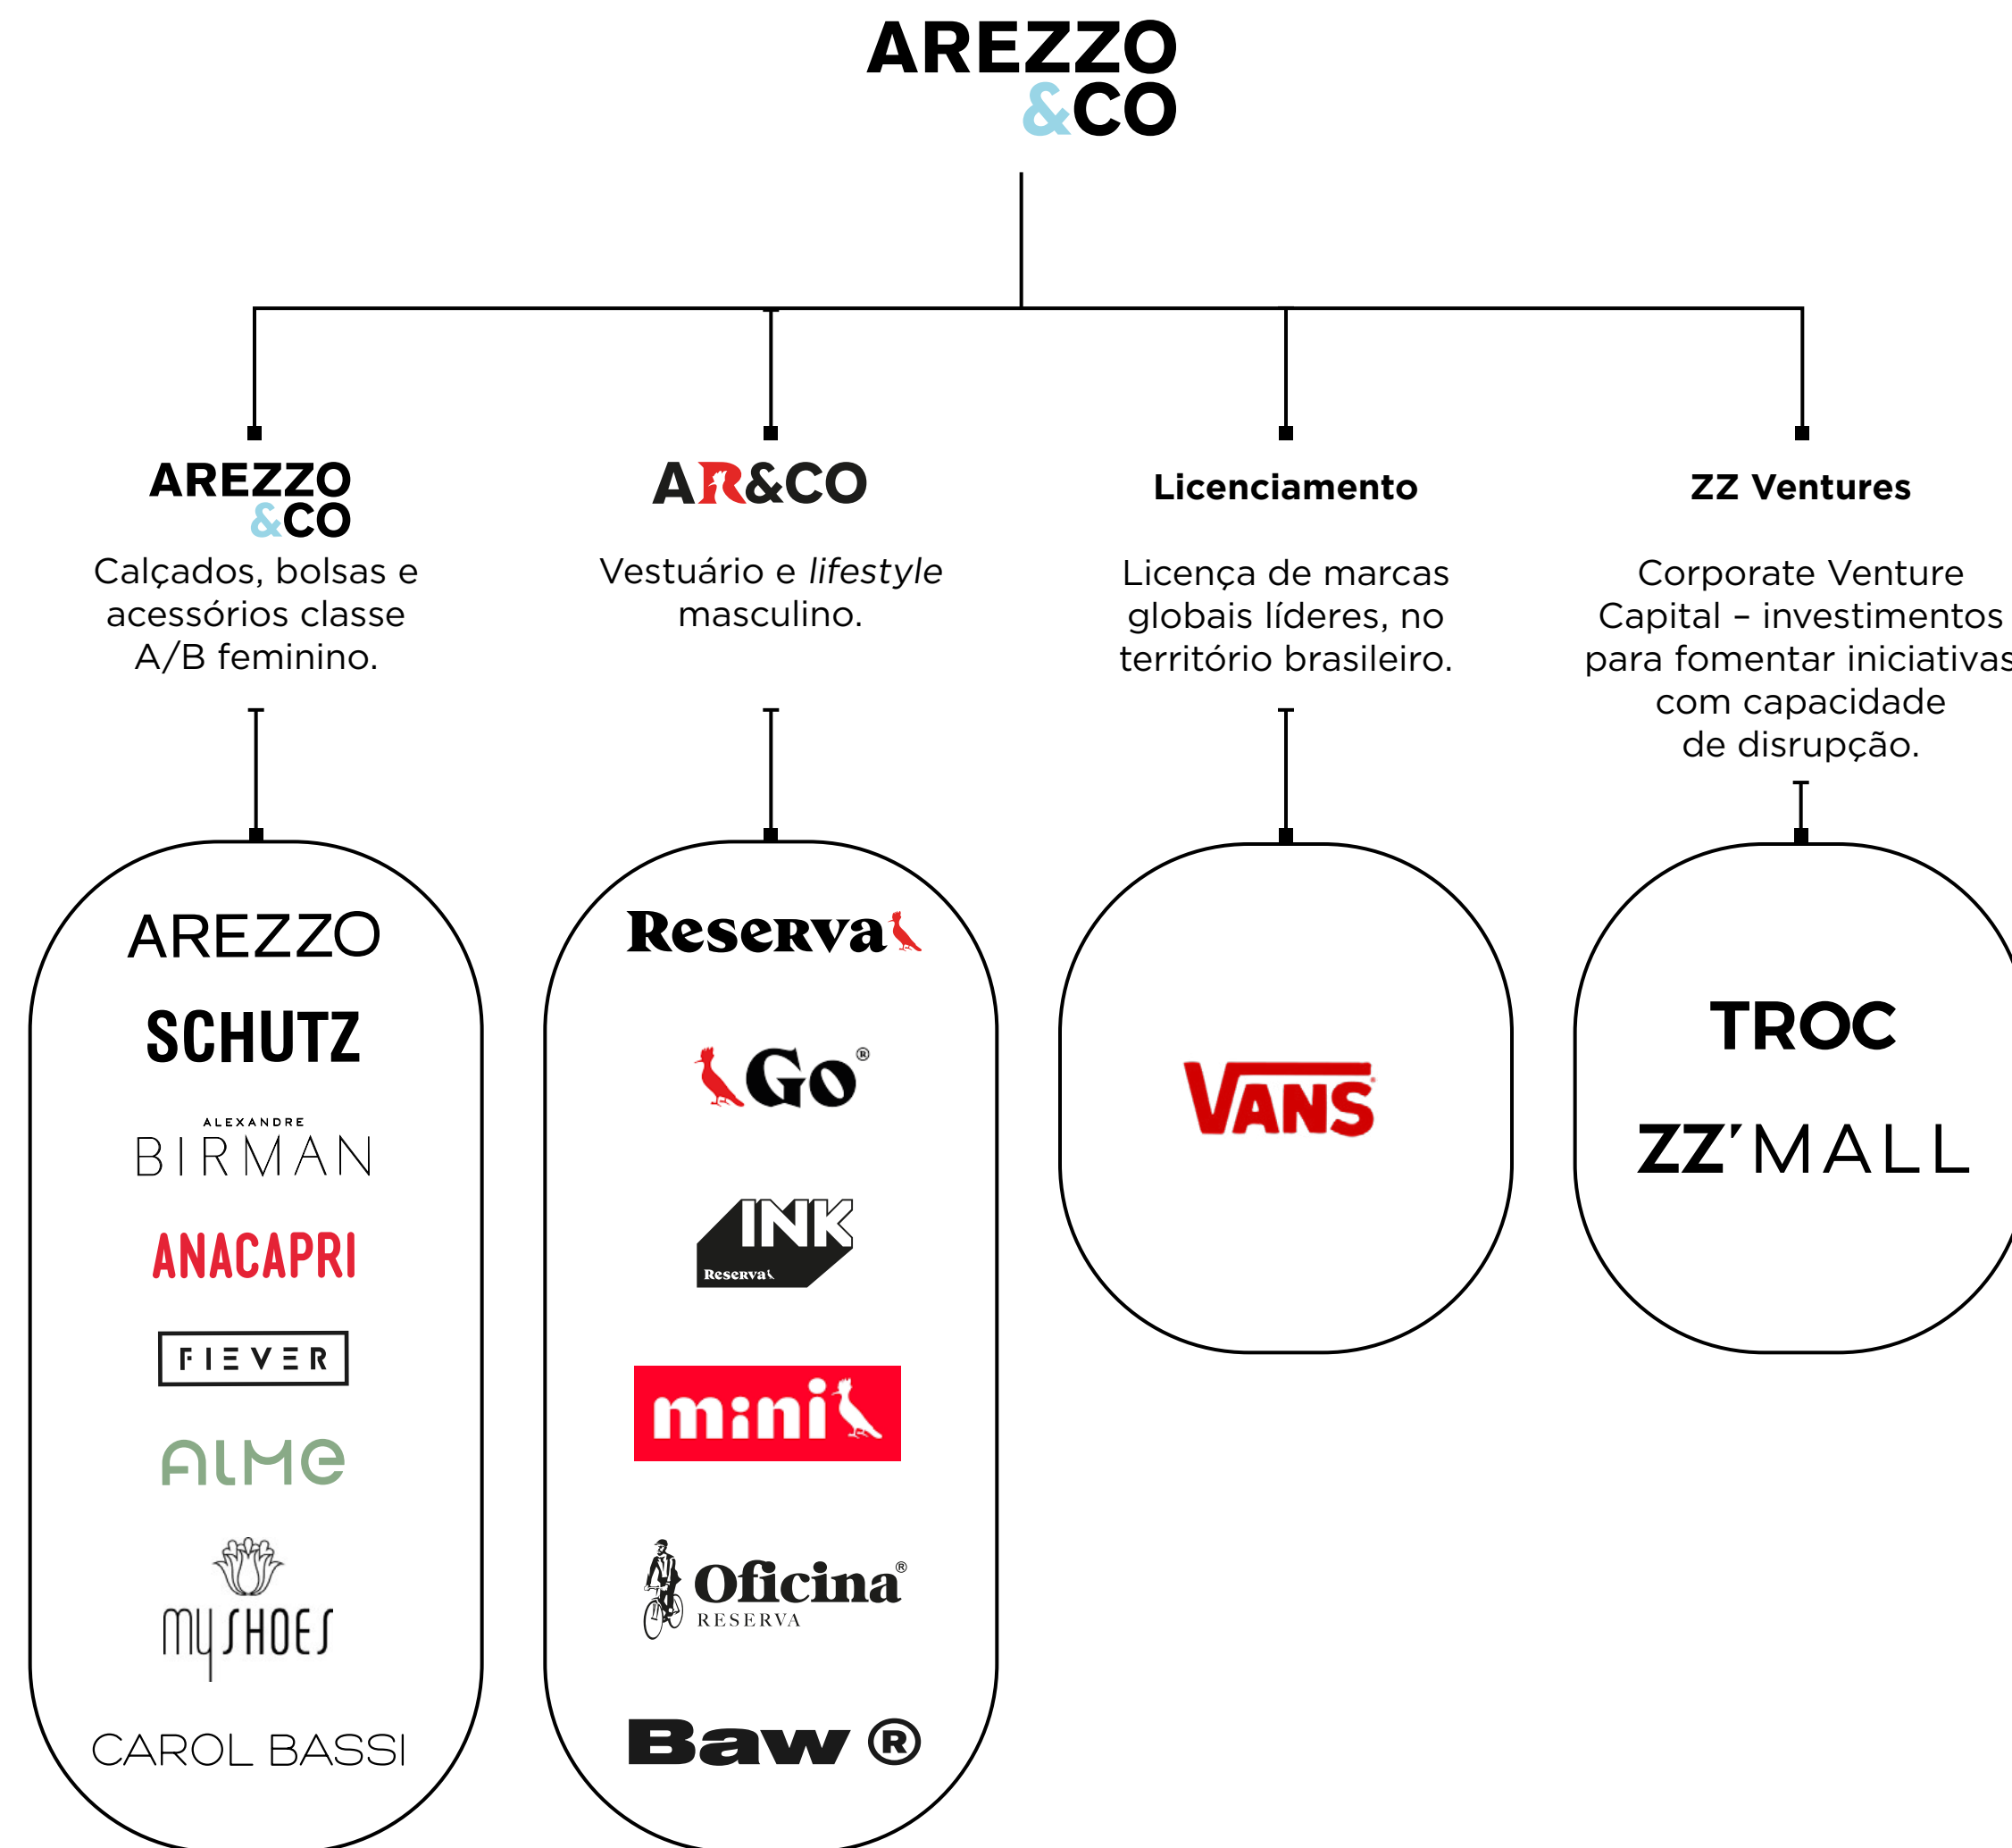 AREZZO
&CO
AREZZO
&CO
Calçados, bolsas e
acessórios classe
A/B feminino.
AR&CO
Vestuário e lifestyle
masculino.
Licenciamento
Licença de marcas
globais líderes, no
território brasileiro.
ZZ Ventures
Corporate Venture
Capital – investimentos
para fomentar iniciativas
com capacidade
de disrupção.
AREZZO
SCHUTZ
ALEXANDRE
BIRMAN
ANACAPRI
FIEVER
ALMe
my SHOES
CAROL BASSI
Reserva
Go®
INK
Reserva
mini
Oficina®
RESERVA
Baw ®
VANS®
TROC
ZZ'MALL